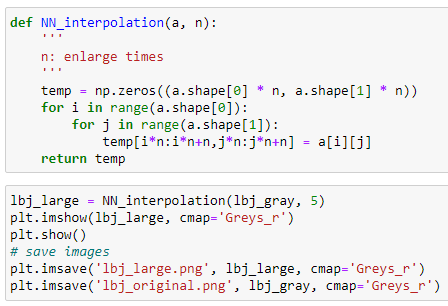 def NN_interpolation(a, n):
    '''
    n: enlarge times
    '''
    temp = np.zeros((a.shape[0] * n, a.shape[1] * n))
    for i in range(a.shape[0]):
        for j in range(a.shape[1]):
            temp[i*n:i*n+n,j*n:j*n+n] = a[i][j]
    return temp
lbj_large = NN_interpolation(lbj_gray, 5)
plt.imshow(lbj_large, cmap='Greys_r')
plt.show()
# save images
plt.imsave('lbj_large.png', lbj_large, cmap='Greys_r')
plt.imsave('lbj_original.png', lbj_gray, cmap='Greys_r')